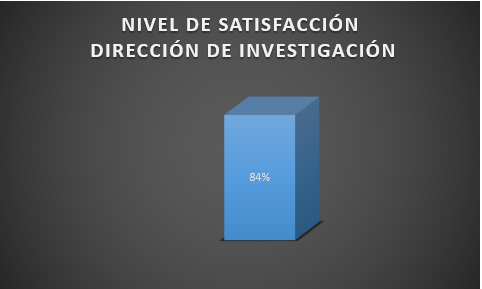 NIVEL DE SATISFACCIÓN
DIRECCIÓN DE INVESTIGACIÓN
84%